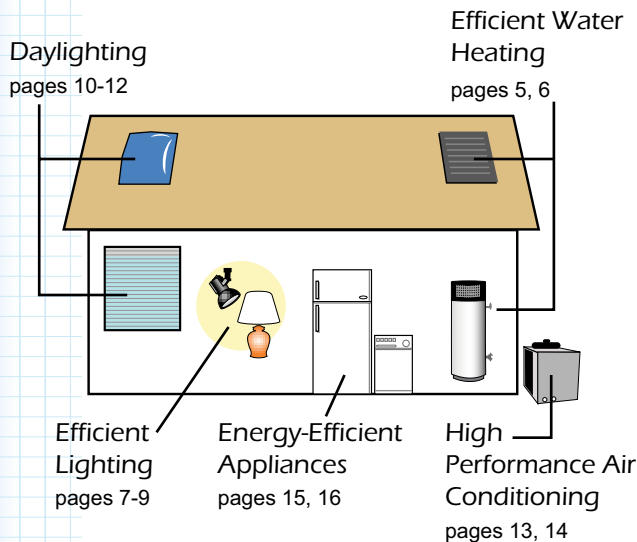 Daylighting
pages 10-12
Efficient Water
Heating
pages 5, 6
Efficient
Lighting
pages 7-9
Energy-Efficient
Appliances
pages 15, 16
High
Performance Air
Conditioning
pages 13, 14